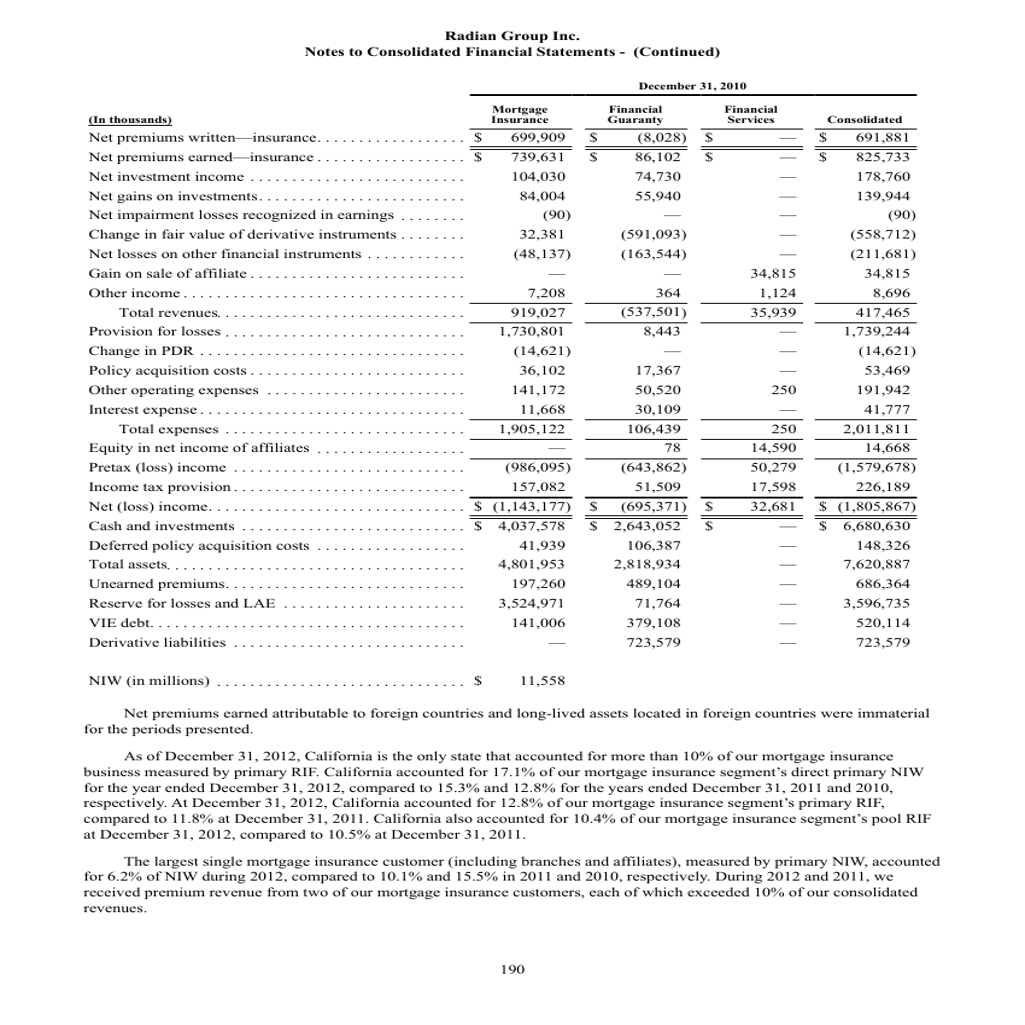 Radian Group Inc.
Notes to Consolidated Financial Statements - (Continued)
December 31, 2010
(In thousands) Mortgage Insurance Financial Guaranty Financial Services Consolidated
Net premiums written—insurance. . . . . . . . . . . . . . . . . . $ 699,909 $ (8,028) $ — $ 691,881
Net premiums earned—insurance . . . . . . . . . . . . . . . . . . $ 739,631 $ 86,102 $ — $ 825,733
Net investment income . . . . . . . . . . . . . . . . . . . . . . . . . . 104,030 74,730 — 178,760
Net gains on investments. . . . . . . . . . . . . . . . . . . . . . . . . 84,004 55,940 — 139,944
Net impairment losses recognized in earnings . . . . . . . . (90) — — (90)
Change in fair value of derivative instruments . . . . . . . . 32,381 (591,093) — (558,712)
Net losses on other financial instruments . . . . . . . . . . . . (48,137) (163,544) — (211,681)
Gain on sale of affiliate . . . . . . . . . . . . . . . . . . . . . . . . . . — — 34,815 34,815
Other income . . . . . . . . . . . . . . . . . . . . . . . . . . . . . . . . . . 7,208 364 1,124 8,696
Total revenues. . . . . . . . . . . . . . . . . . . . . . . . . . . . . . 919,027 (537,501) 35,939 417,465
Provision for losses . . . . . . . . . . . . . . . . . . . . . . . . . . . . . 1,730,801 8,443 — 1,739,244
Change in PDR . . . . . . . . . . . . . . . . . . . . . . . . . . . . . . . . (14,621) — — (14,621)
Policy acquisition costs . . . . . . . . . . . . . . . . . . . . . . . . . . 36,102 17,367 — 53,469
Other operating expenses . . . . . . . . . . . . . . . . . . . . . . . . 141,172 50,520 250 191,942
Interest expense . . . . . . . . . . . . . . . . . . . . . . . . . . . . . . . . 11,668 30,109 — 41,777
Total expenses . . . . . . . . . . . . . . . . . . . . . . . . . . . . . 1,905,122 106,439 250 2,011,811
Equity in net income of affiliates . . . . . . . . . . . . . . . . . . — 78 14,590 14,668
Pretax (loss) income . . . . . . . . . . . . . . . . . . . . . . . . . . . . (986,095) (643,862) 50,279 (1,579,678)
Income tax provision . . . . . . . . . . . . . . . . . . . . . . . . . . . . 157,082 51,509 17,598 226,189
Net (loss) income. . . . . . . . . . . . . . . . . . . . . . . . . . . . . . . $ (1,143,177) $ (695,371) $ 32,681 $ (1,805,867)
Cash and investments . . . . . . . . . . . . . . . . . . . . . . . . . . . $ 4,037,578 $ 2,643,052 $ — $ 6,680,630
Deferred policy acquisition costs . . . . . . . . . . . . . . . . . . 41,939 106,387 — 148,326
Total assets. . . . . . . . . . . . . . . . . . . . . . . . . . . . . . . . . . . . 4,801,953 2,818,934 — 7,620,887
Unearned premiums. . . . . . . . . . . . . . . . . . . . . . . . . . . . . 197,260 489,104 — 686,364
Reserve for losses and LAE . . . . . . . . . . . . . . . . . . . . . . 3,524,971 71,764 — 3,596,735
VIE debt. . . . . . . . . . . . . . . . . . . . . . . . . . . . . . . . . . . . . . 141,006 379,108 — 520,114
Derivative liabilities . . . . . . . . . . . . . . . . . . . . . . . . . . . . — 723,579 — 723,579
NIW (in millions) . . . . . . . . . . . . . . . . . . . . . . . . . . . . . . $ 11,558
Net premiums earned attributable to foreign countries and long-lived assets located in foreign countries were immaterial
for the periods presented.
As of December 31, 2012, California is the only state that accounted for more than 10% of our mortgage insurance
business measured by primary RIF. California accounted for 17.1% of our mortgage insurance segment’s direct primary NIW
for the year ended December 31, 2012, compared to 15.3% and 12.8% for the years ended December 31, 2011 and 2010,
respectively. At December 31, 2012, California accounted for 12.8% of our mortgage insurance segment’s primary RIF,
compared to 11.8% at December 31, 2011. California also accounted for 10.4% of our mortgage insurance segment’s pool RIF
at December 31, 2012, compared to 10.5% at December 31, 2011.
The largest single mortgage insurance customer (including branches and affiliates), measured by primary NIW, accounted
for 6.2% of NIW during 2012, compared to 10.1% and 15.5% in 2011 and 2010, respectively. During 2012 and 2011, we
received premium revenue from two of our mortgage insurance customers, each of which exceeded 10% of our consolidated
revenues.
190